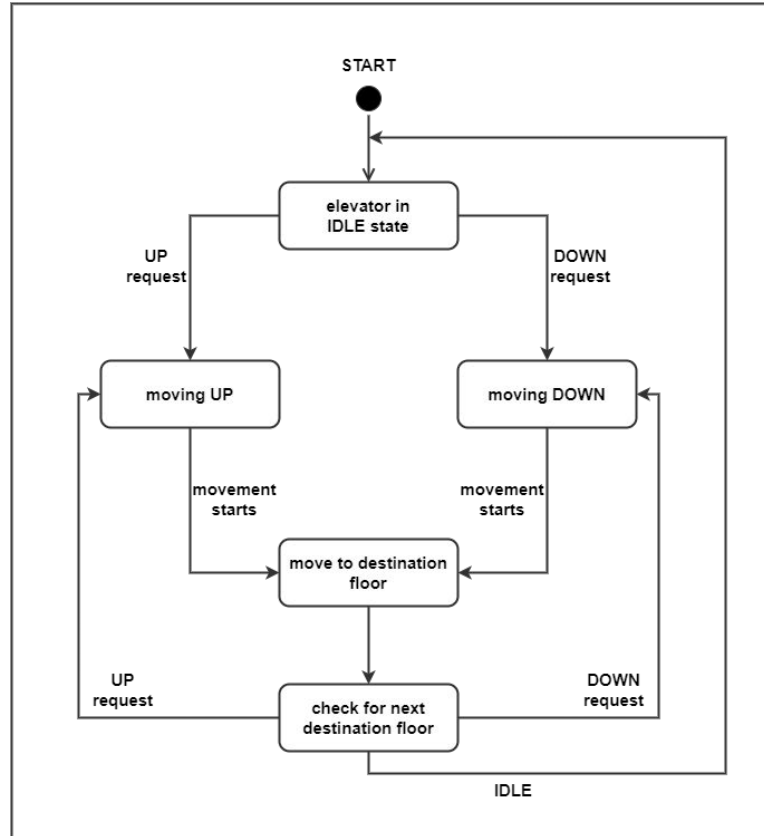 START
elevator in
IDLE state
UP
request
DOWN
request
moving UP
moving DOWN
movement
starts
movement
starts
move to destination
floor
UP
request
check for next
destination floor
DOWN
request
IDLE